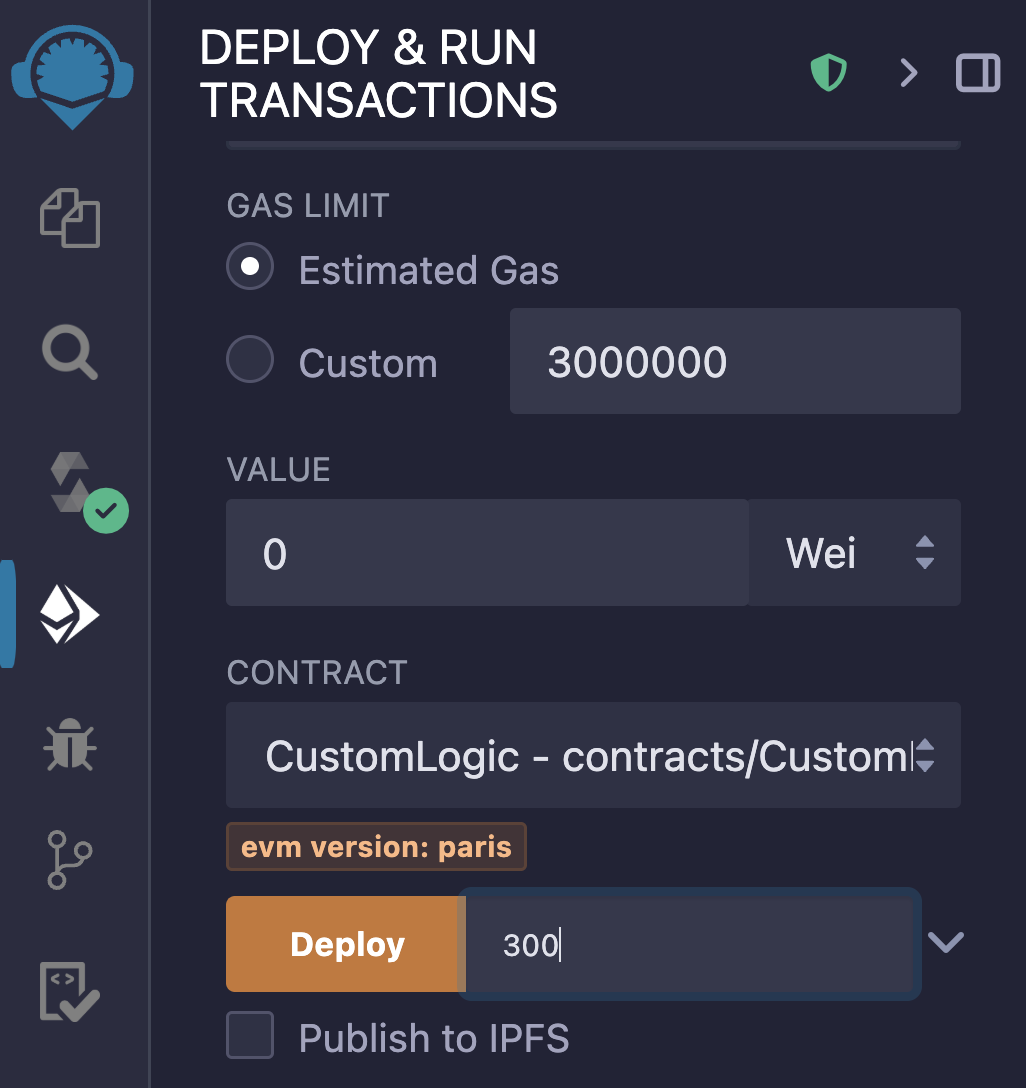 DEPLOY & RUN
TRANSACTIONS
GAS LIMIT
Estimated Gas
Custom
3000000
VALUE
0
Wei
CONTRACT
CustomLogic - contracts/Custom
evm version: paris
Deploy
300
Publish to IPFS